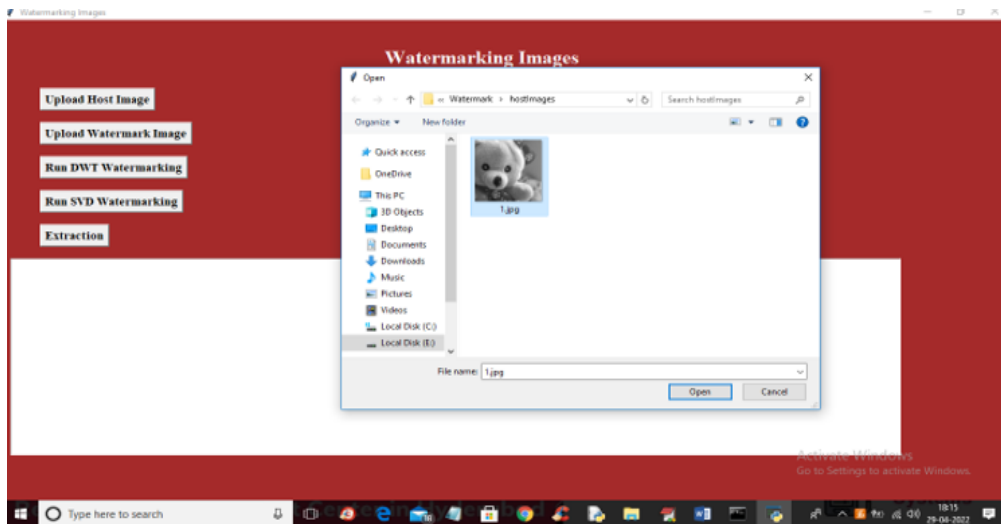 Watermarking Images
Watermarking Images
Upload Host Image
Upload Watermark Image
Run DWT Watermarking
Run SVD Watermarking
Extraction
Open
« Watermark › hostImages
Search hostImages
Organize
New folder
Quick access
OneDrive
This PC
3D Objects
Desktop
Documents
Downloads
Music
Pictures
Videos
Local Disk (C:)
Local Disk (E:)
1.jpg
File name: 1.jpg
Open
Cancel
Activate Windows
Go to Settings to activate Windows.
Type here to search
18:15
29-04-2022